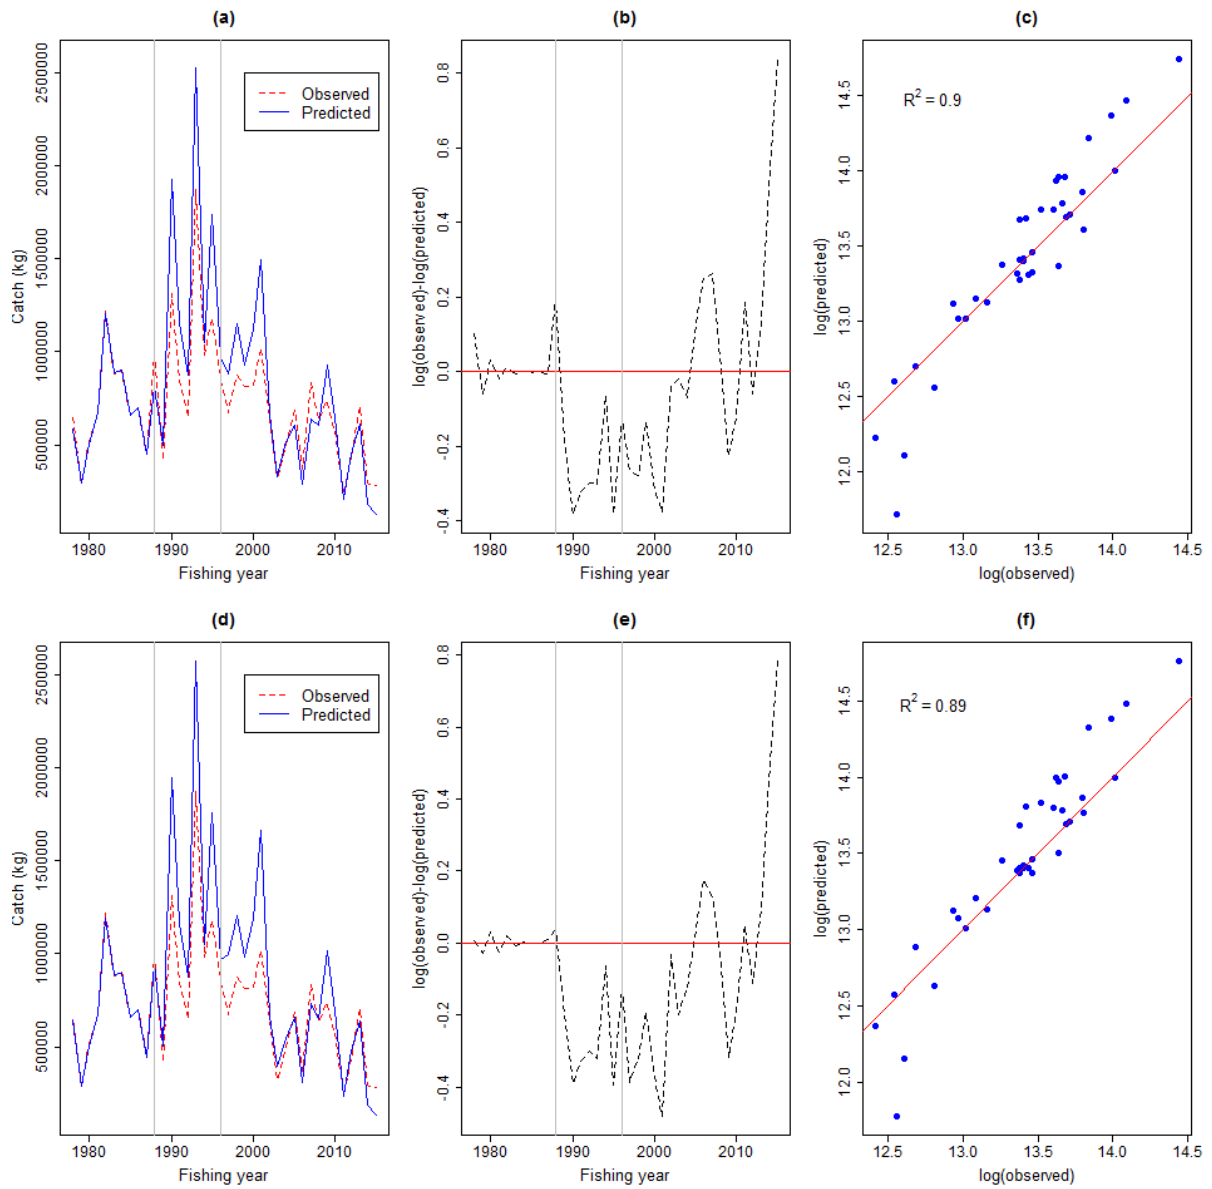 (a)
Catch (kg)
2500000
2000000
1500000
1000000
500000
Observed
Predicted
1980 1990 2000 2010
Fishing year
(b)
log(observed)-log(predicted)
0.8
0.6
0.4
0.2
0.0
-0.2
-0.4
1980 1990 2000 2010
Fishing year
(c)
log(predicted)
14.5
14.0
13.5
13.0
12.5
12.0
R² = 0.9
12.5 13.0 13.5 14.0 14.5
log(observed)
(d)
Catch (kg)
2500000
2000000
1500000
1000000
500000
Observed
Predicted
1980 1990 2000 2010
Fishing year
(e)
log(observed)-log(predicted)
0.8
0.6
0.4
0.2
0.0
-0.2
-0.4
1980 1990 2000 2010
Fishing year
(f)
log(predicted)
14.5
14.0
13.5
13.0
12.5
12.0
R² = 0.89
12.5 13.0 13.5 14.0 14.5
log(observed)